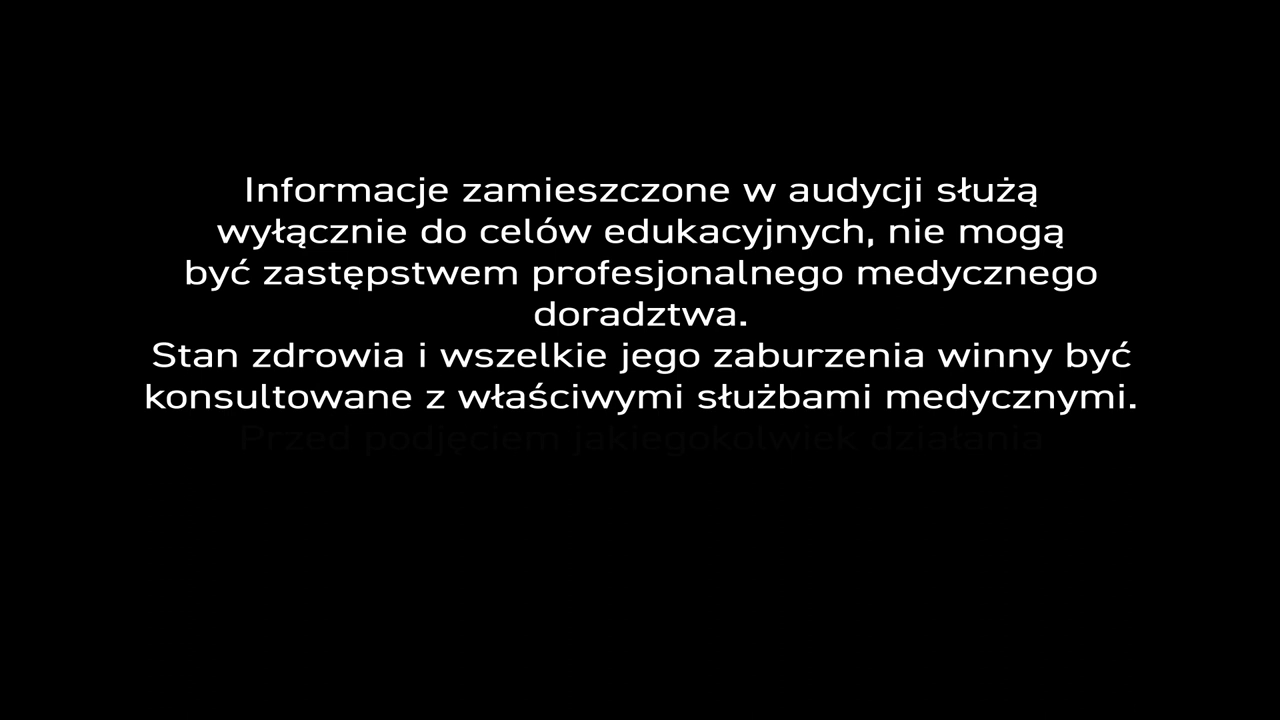 Informacje zamieszczone w audycji służą
wyłącznie do celów edukacyjnych, nie mogą
być zastępstwem profesjonalnego medycznego
doradztwa.
Stan zdrowia i wszelkie jego zaburzenia winny być
konsultowane z właściwymi służbami medycznymi.
Przed podjęciem jakiegokolwiek działania